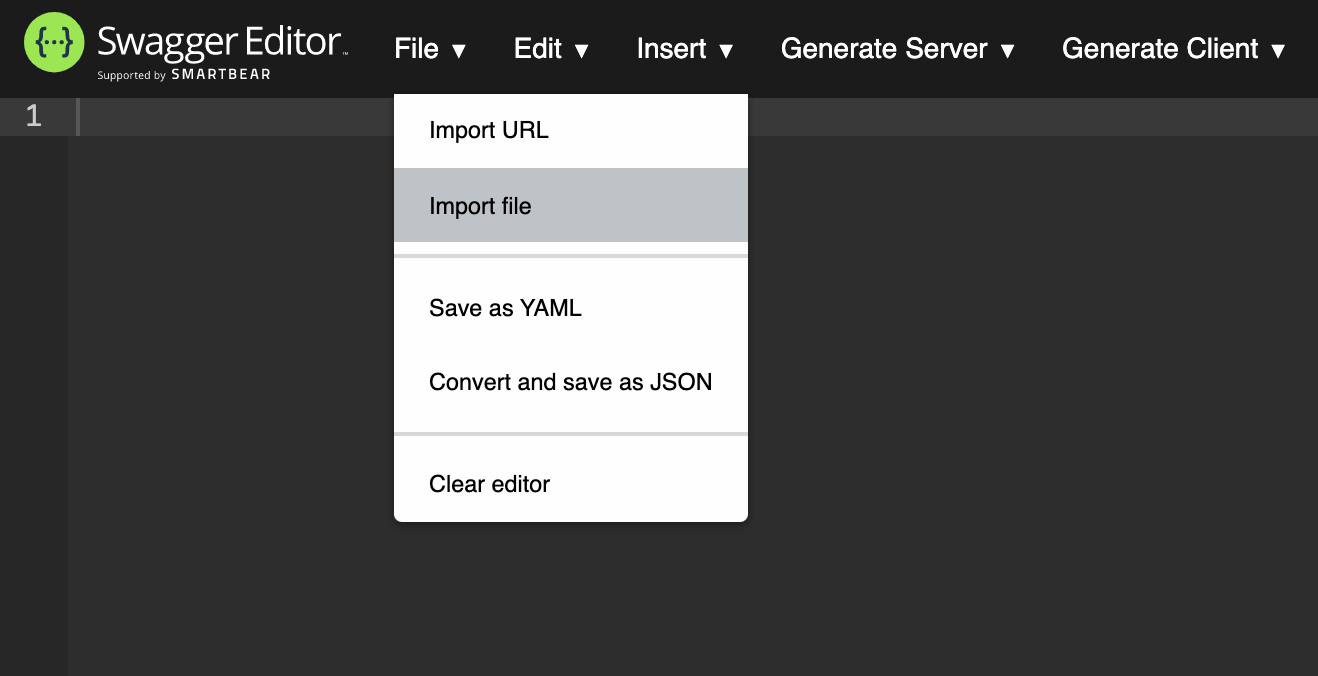 {···} Swagger Editor™
Supported by SMARTBEAR
File ▼ Edit ▼ Insert ▼ Generate Server ▼ Generate Client ▼
1
Import URL
Import file
Save as YAML
Convert and save as JSON
Clear editor